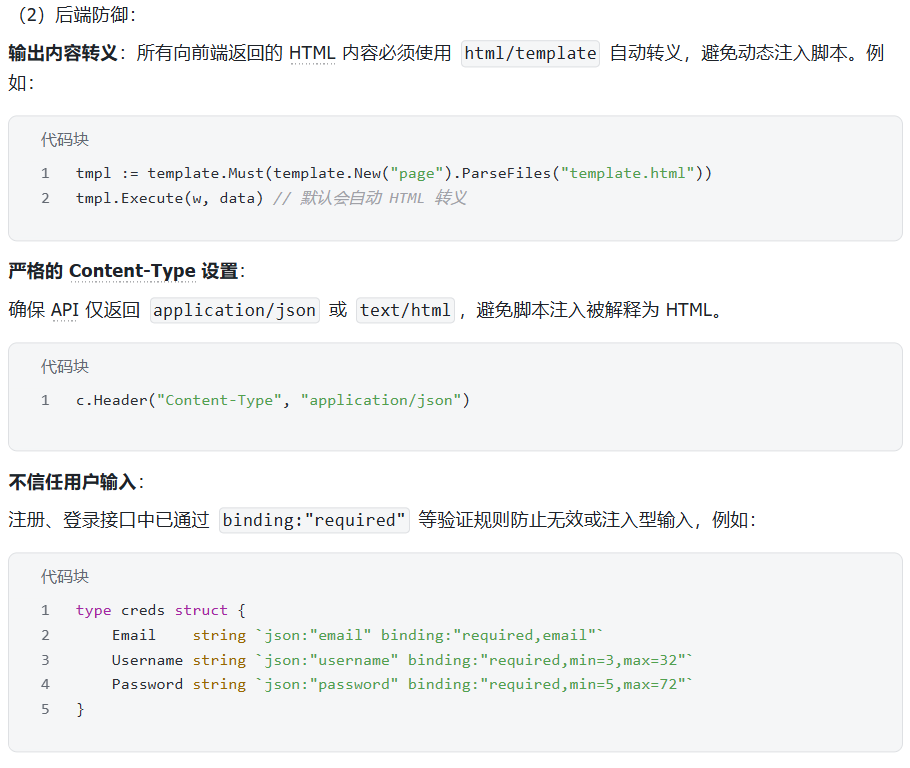 （2）后端防御：
输出内容转义：所有向前端返回的 HTML 内容必须使用 html/template 自动转义，避免动态注入脚本。例
如：
代码块
1 tmpl := template.Must(template.New("page").ParseFiles("template.html"))
2 tmpl.Execute(w, data) // 默认会自动 HTML 转义
严格的 Content-Type 设置：
确保 API 仅返回 application/json 或 text/html ，避免脚本注入被解释为 HTML。
代码块
1 c.Header("Content-Type", "application/json")
不信任用户输入：
注册、登录接口中已通过 binding:"required" 等验证规则防止无效或注入型输入，例如：
代码块
1 type creds struct {
2     Email    string `json:"email" binding:"required,email"`
3     Username string `json:"username" binding:"required,min=3,max=32"`
4     Password string `json:"password" binding:"required,min=5,max=72"`
5 }